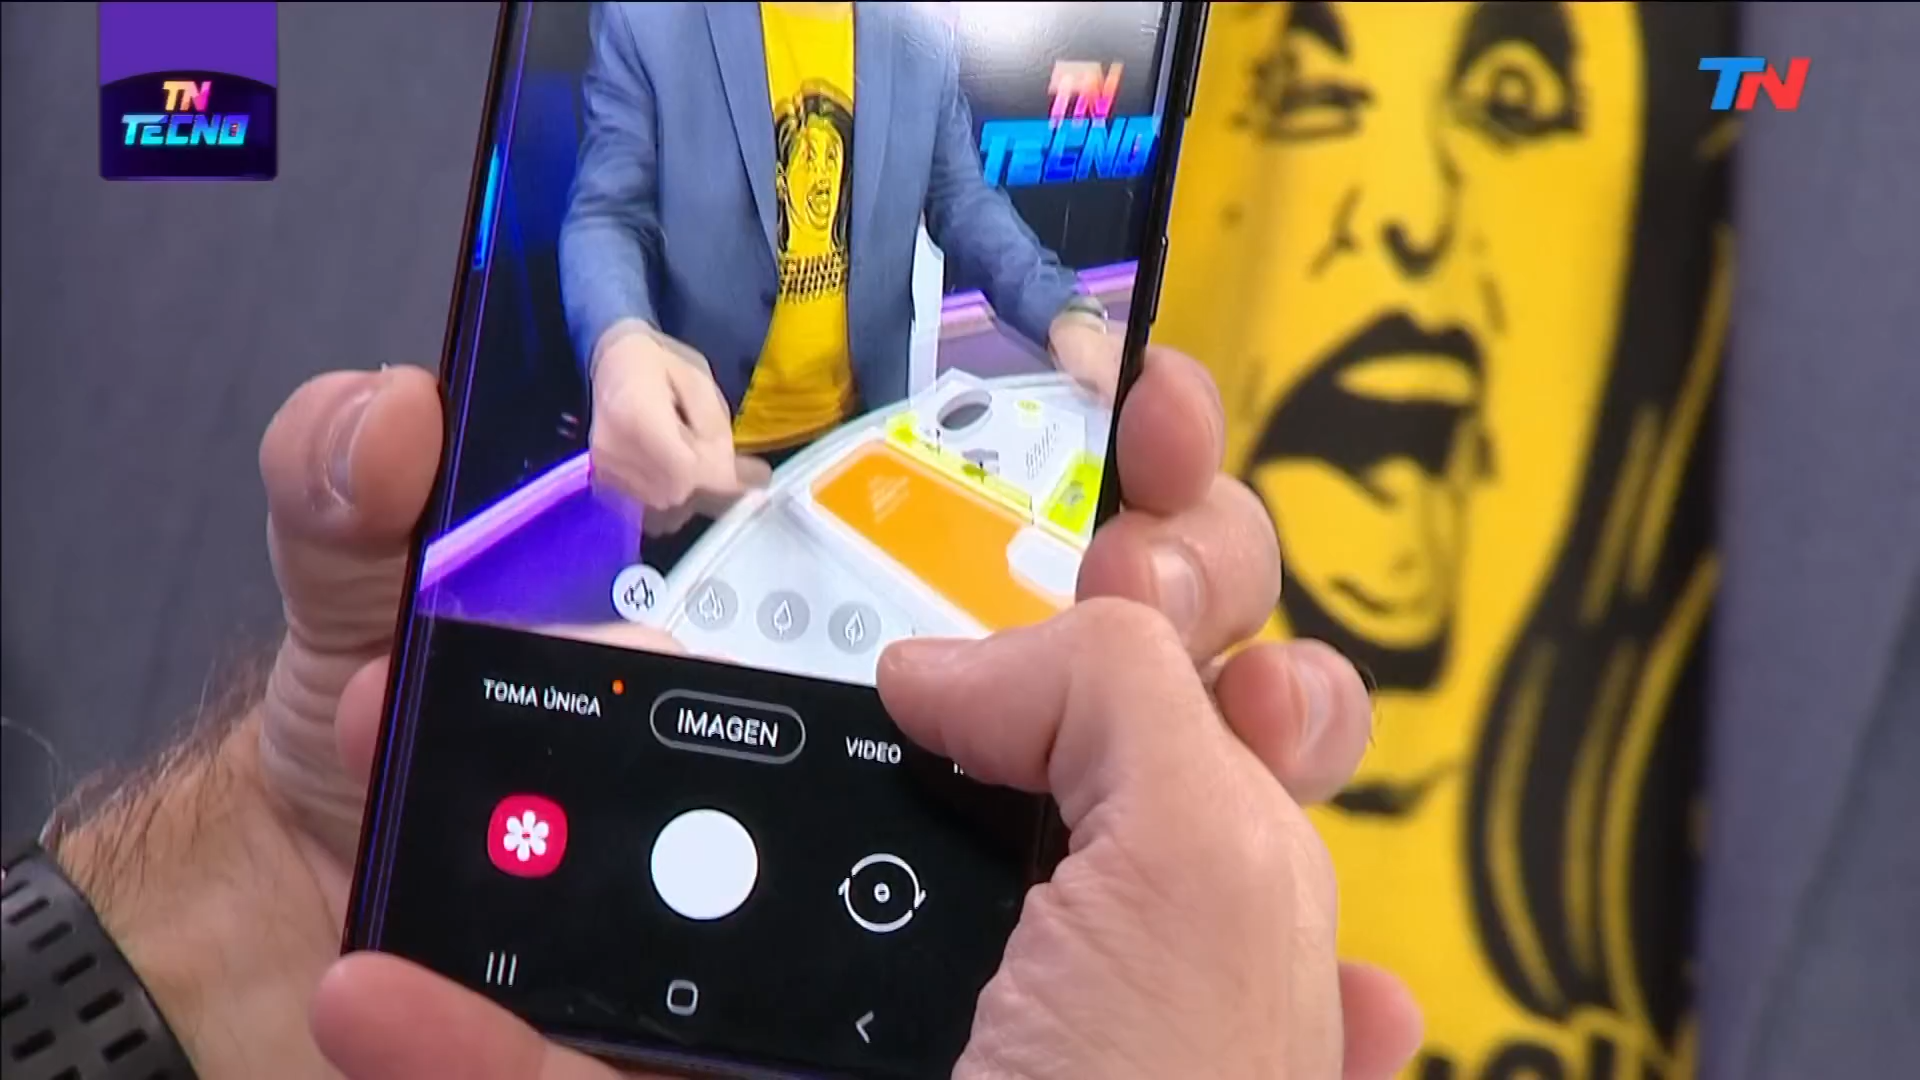 TN
TECNO
TN
TN
TECNO
TOMA ÚNICA
IMAGEN
VIDEO